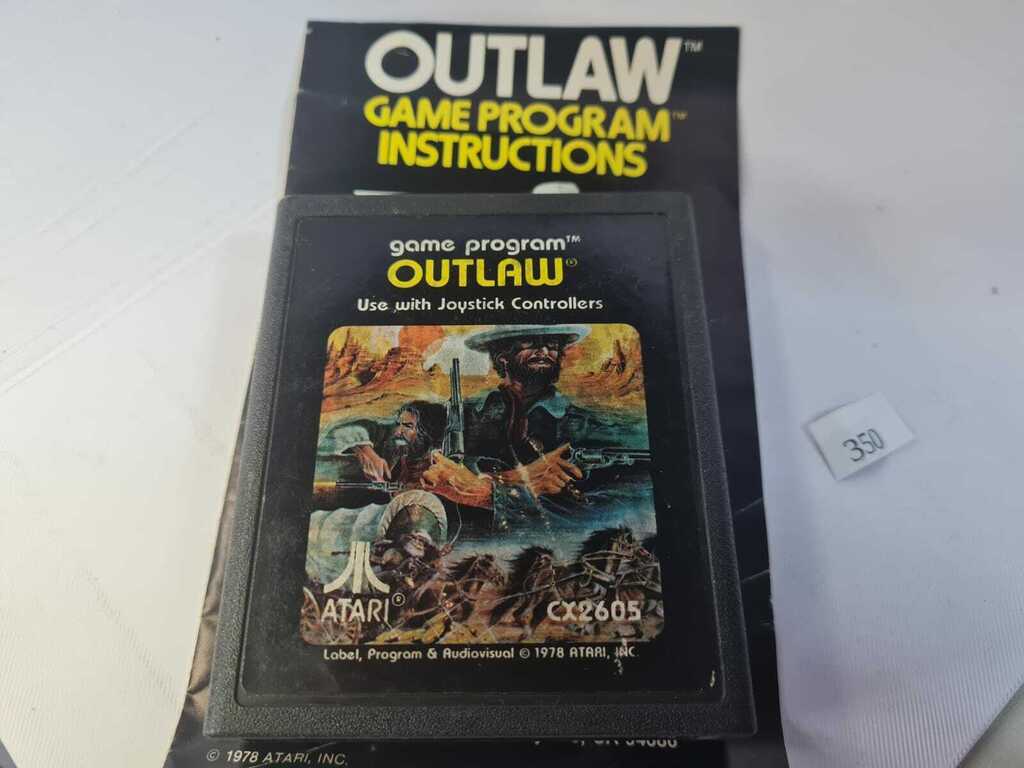 OUTLAW™
GAME PROGRAM™
INSTRUCTIONS
game program™
OUTLAW®
Use with Joystick Controllers
ATARI®
CX2605
Label, Program & Audiovisual © 1978 ATARI, INC.
350
© 1978 ATARI, INC.